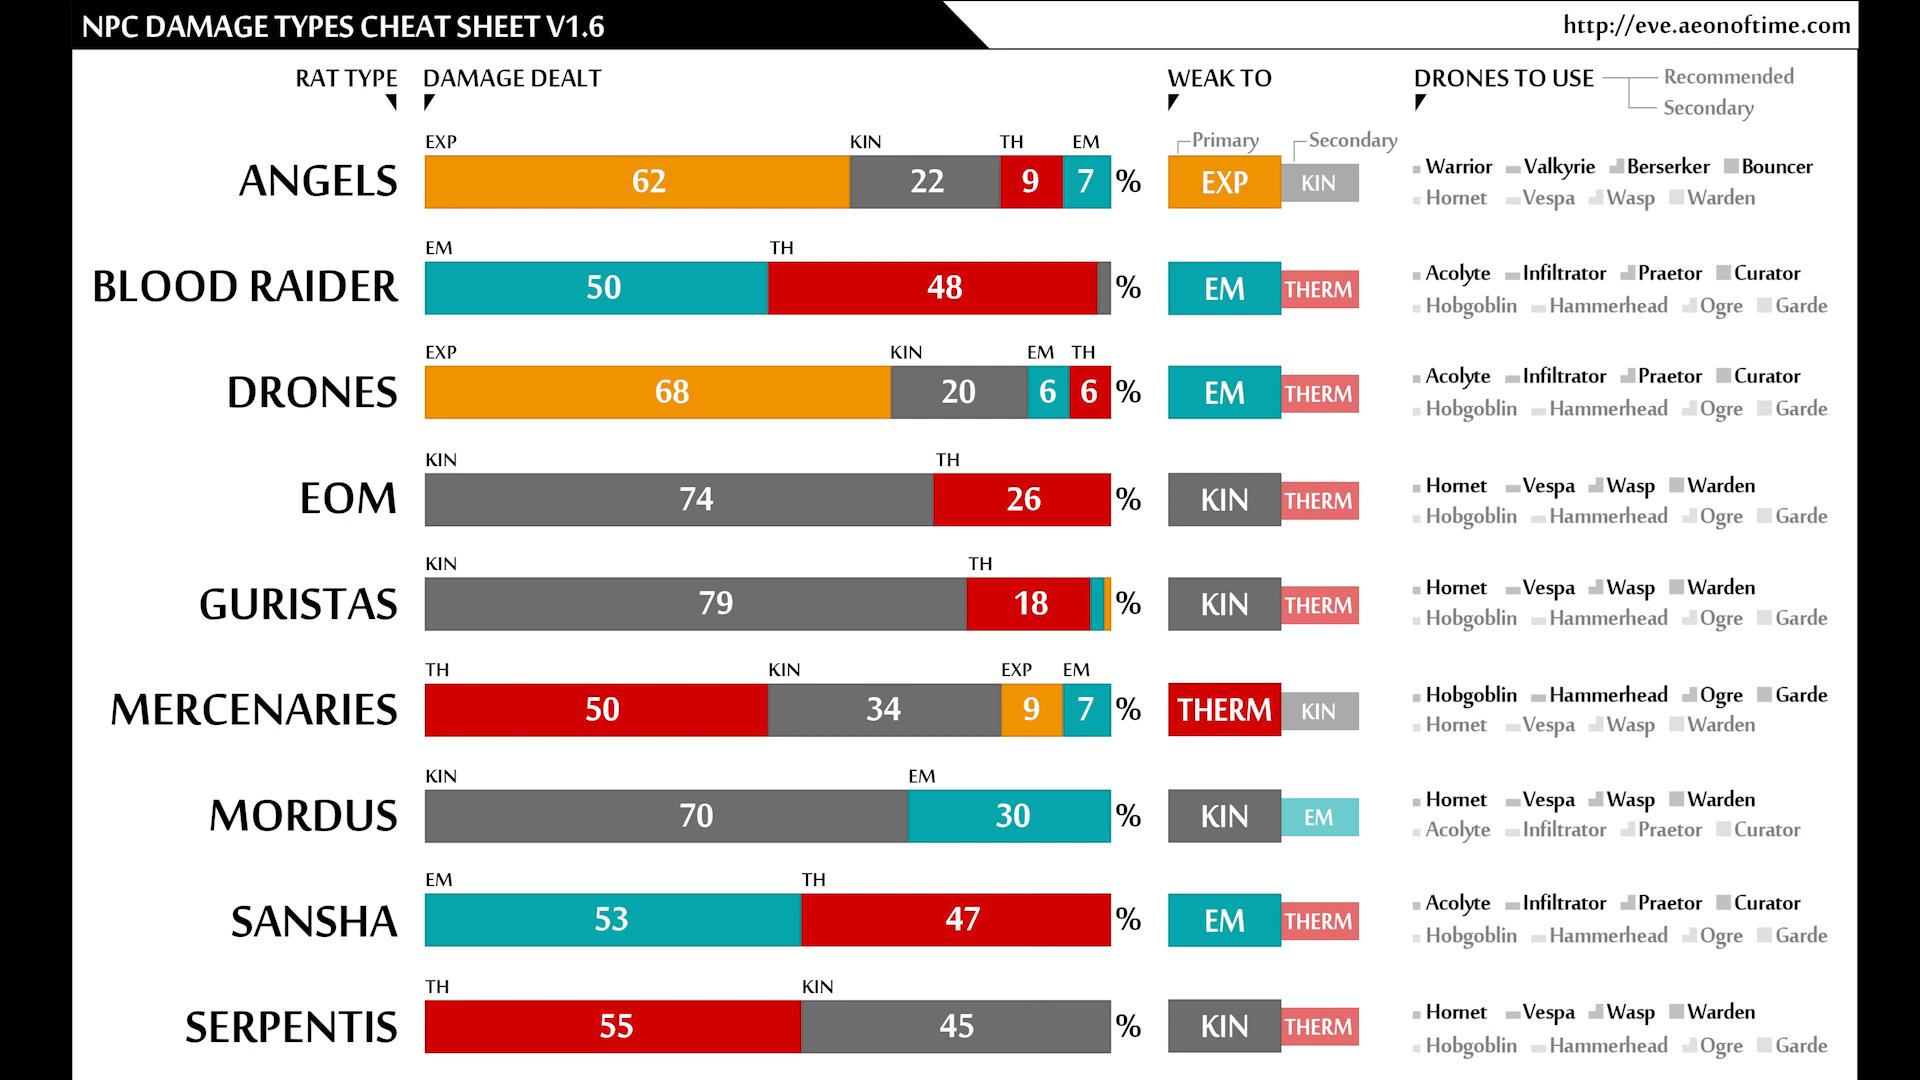 NPC DAMAGE TYPES CHEAT SHEET V1.6
http://eve.aeonoftime.com
RAT TYPE DAMAGE DEALT WEAK TO DRONES TO USE Recommended
Secondary
Primary Secondary
EXP KIN TH EM
ANGELS 62 22 9 7 % EXP KIN
Warrior Valkyrie Berserker Bouncer
Hornet Vespa Wasp Warden
EM TH
BLOOD RAIDER 50 48 % EM THERM
Acolyte Infiltrator Praetor Curator
Hobgoblin Hammerhead Ogre Garde
EXP KIN EM TH
DRONES 68 20 6 6 % EM THERM
Acolyte Infiltrator Praetor Curator
Hobgoblin Hammerhead Ogre Garde
KIN TH
EOM 74 26 % KIN THERM
Hornet Vespa Wasp Warden
Hobgoblin Hammerhead Ogre Garde
KIN TH
GURISTAS 79 18 % KIN THERM
Hornet Vespa Wasp Warden
Hobgoblin Hammerhead Ogre Garde
TH KIN EXP EM
MERCENARIES 50 34 9 7 % THERM KIN
Hobgoblin Hammerhead Ogre Garde
Hornet Vespa Wasp Warden
KIN EM
MORDUS 70 30 % KIN EM
Hornet Vespa Wasp Warden
Acolyte Infiltrator Praetor Curator
EM TH
SANSHA 53 47 % EM THERM
Acolyte Infiltrator Praetor Curator
Hobgoblin Hammerhead Ogre Garde
TH KIN
SERPENTIS 55 45 % KIN THERM
Hornet Vespa Wasp Warden
Hobgoblin Hammerhead Ogre Garde